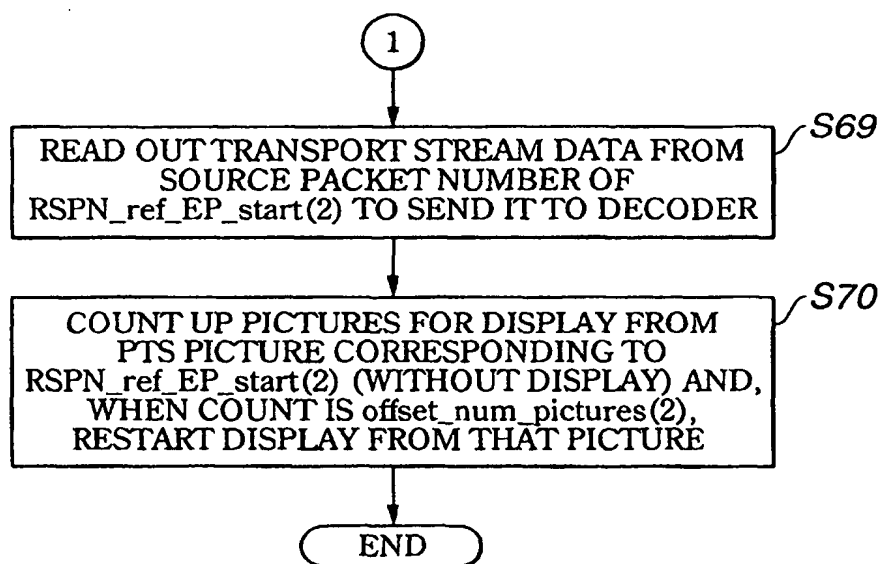 1
S69
READ OUT TRANSPORT STREAM DATA FROM
SOURCE PACKET NUMBER OF
RSPN_ref_EP_start(2) TO SEND IT TO DECODER
S70
COUNT UP PICTURES FOR DISPLAY FROM
PTS PICTURE CORRESPONDING TO
RSPN_ref_EP_start(2) (WITHOUT DISPLAY) AND,
WHEN COUNT IS offset_num_pictures(2),
RESTART DISPLAY FROM THAT PICTURE
END